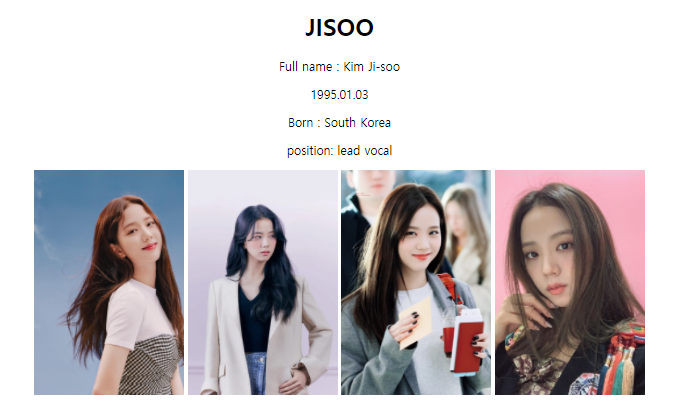 JISOO
Full name : Kim Ji-soo
1995.01.03
Born : South Korea
position: lead vocal